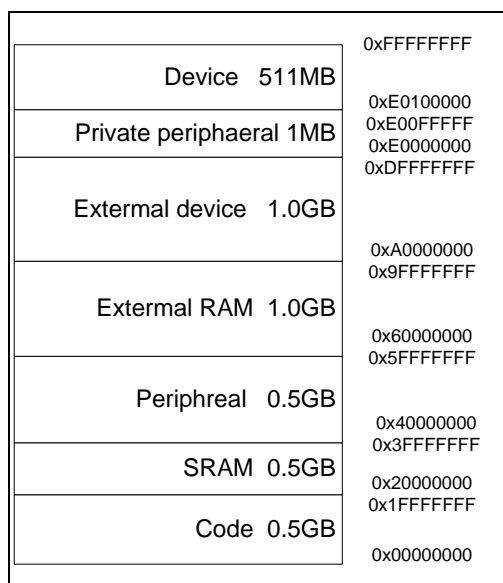 0xFFFFFFFF
Device 511MB
0xE0100000
Private periphaeral 1MB
0xE00FFFFF
0xE0000000
0xDFFFFFFF
Extermal device 1.0GB
0xA0000000
0x9FFFFFFF
Extermal RAM 1.0GB
0x60000000
0x5FFFFFFF
Periphreal 0.5GB
0x40000000
0x3FFFFFFF
SRAM 0.5GB
0x20000000
0x1FFFFFFF
Code 0.5GB
0x00000000